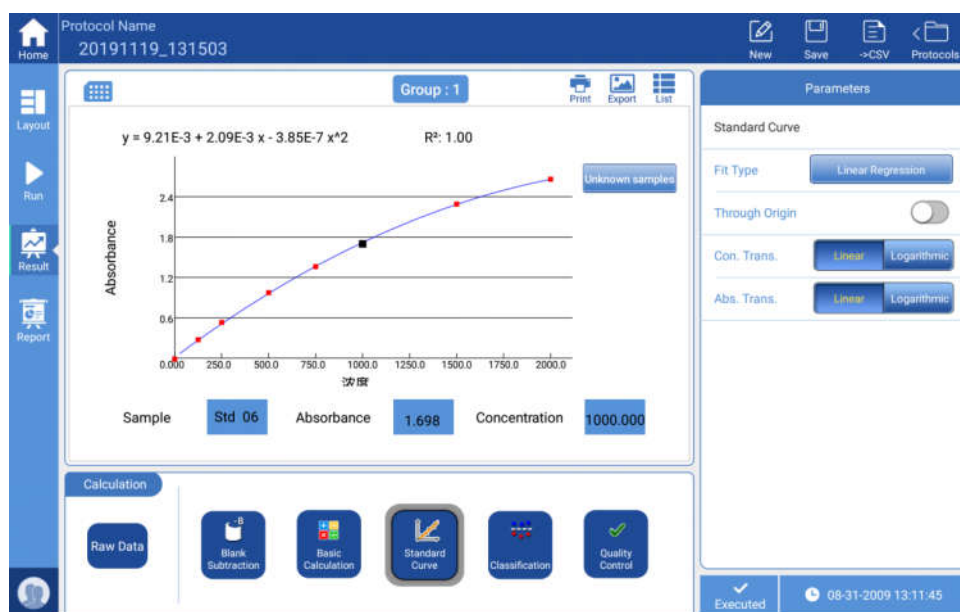 Protocol Name
20191119_131503
Home
New
Save
->CSV
Protocols
Layout
Run
Result
Report
Group : 1
Print
Export
List
y = 9.21E-3 + 2.09E-3 x - 3.85E-7 x^2
R²: 1.00
Unknown samples
Absorbance
2.4
1.8
1.2
0.6
0.000 250.0 500.0 750.0 1000.0 1250.0 1500.0 1750.0 2000.0
浓度
Sample Std 06 Absorbance 1.698 Concentration 1000.000
Calculation
Raw Data
-B
Blank
Subtraction
Basic
Calculation
Standard
Curve
Classification
Quality
Control
Parameters
Standard Curve
Fit Type Linear Regression
Through Origin
Con. Trans. Linear Logarithmic
Abs. Trans. Linear Logarithmic
Executed
08-31-2009 13:11:45